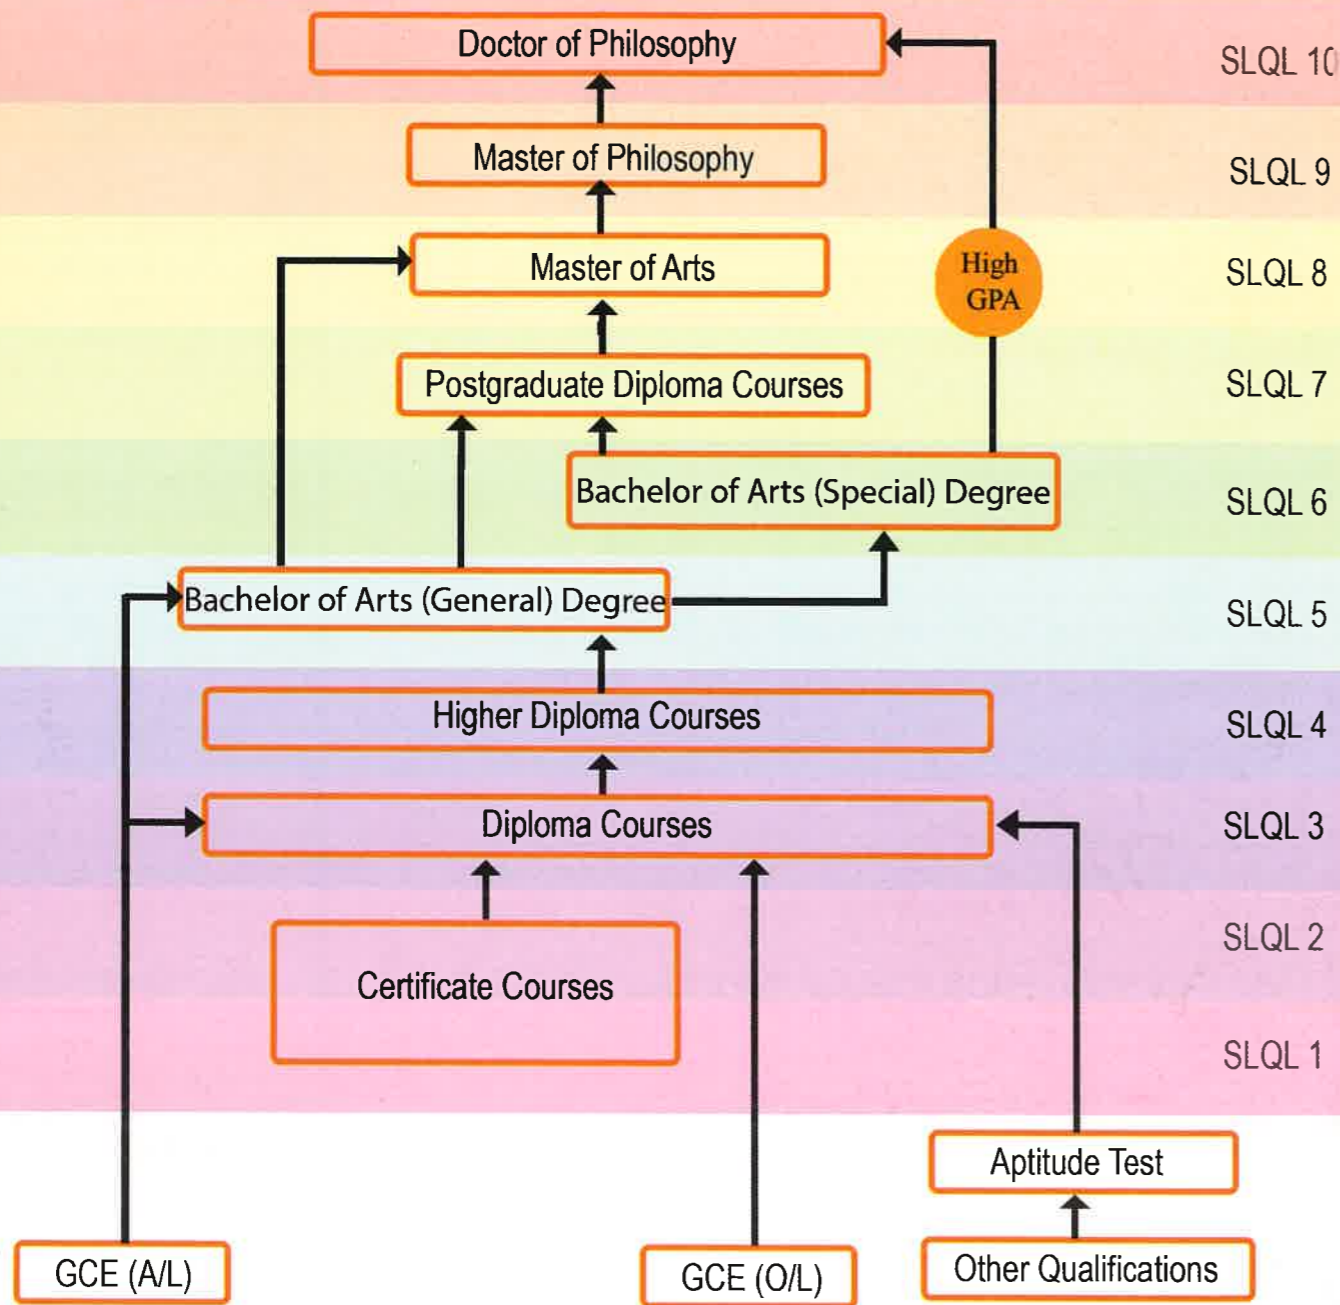 Doctor of Philosophy
SLQL 10
Master of Philosophy
SLQL 9
Master of Arts
High
GPA
SLQL 8
Postgraduate Diploma Courses
SLQL 7
Bachelor of Arts (Special) Degree
SLQL 6
Bachelor of Arts (General) Degree
SLQL 5
Higher Diploma Courses
SLQL 4
Diploma Courses
SLQL 3
SLQL 2
Certificate Courses
SLQL 1
Aptitude Test
GCE (A/L)
GCE (O/L)
Other Qualifications